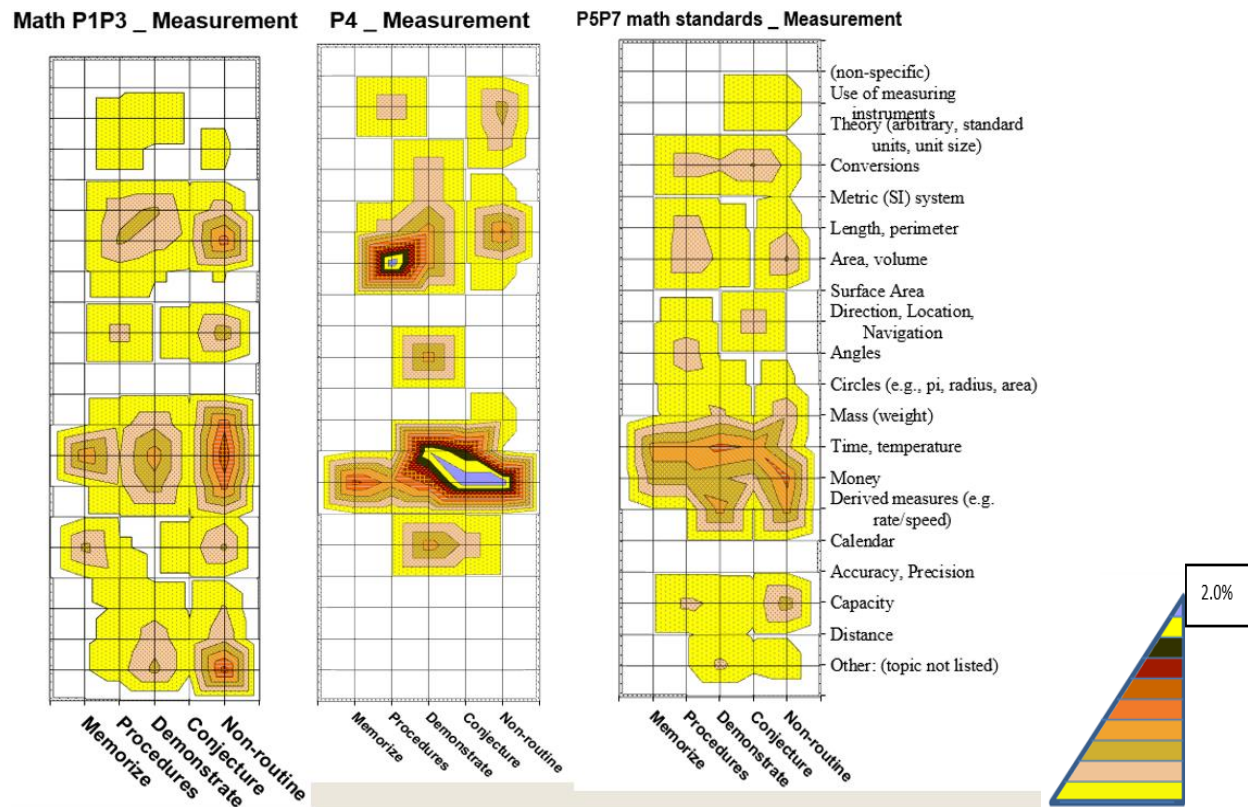 Math P1P3 _ Measurement
P4 _ Measurement
P5P7 math standards _ Measurement
(non-specific)
Use of measuring
instruments
Theory (arbitrary, standard
units, unit size)
Conversions
Metric (SI) system
Length, perimeter
Area, volume
Surface Area
Direction, Location,
Navigation
Angles
Circles (e.g., pi, radius, area)
Mass (weight)
Time, temperature
Money
Derived measures (e.g.
rate/speed)
Calendar
Accuracy, Precision
Capacity
Distance
Other: (topic not listed)
Memorize
Procedures
Demonstrate
Conjecture
Non-routine
Memorize
Procedures
Demonstrate
Conjecture
Non-routine
Memorize
Procedures
Demonstrate
Conjecture
Non-routine
2.0%